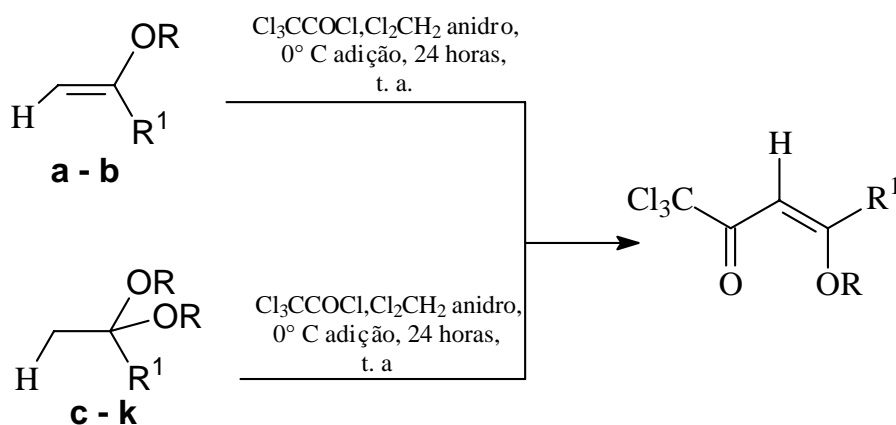 OR
H
R¹
a - b
Cl₃CCOCl,Cl₂CH₂ anidro,
0° C adição, 24 horas,
t. a.
OR
OR
H
R¹
c - k
Cl₃CCOCl,Cl₂CH₂ anidro,
0° C adição, 24 horas,
t. a
H
Cl₃C
R¹
O
OR